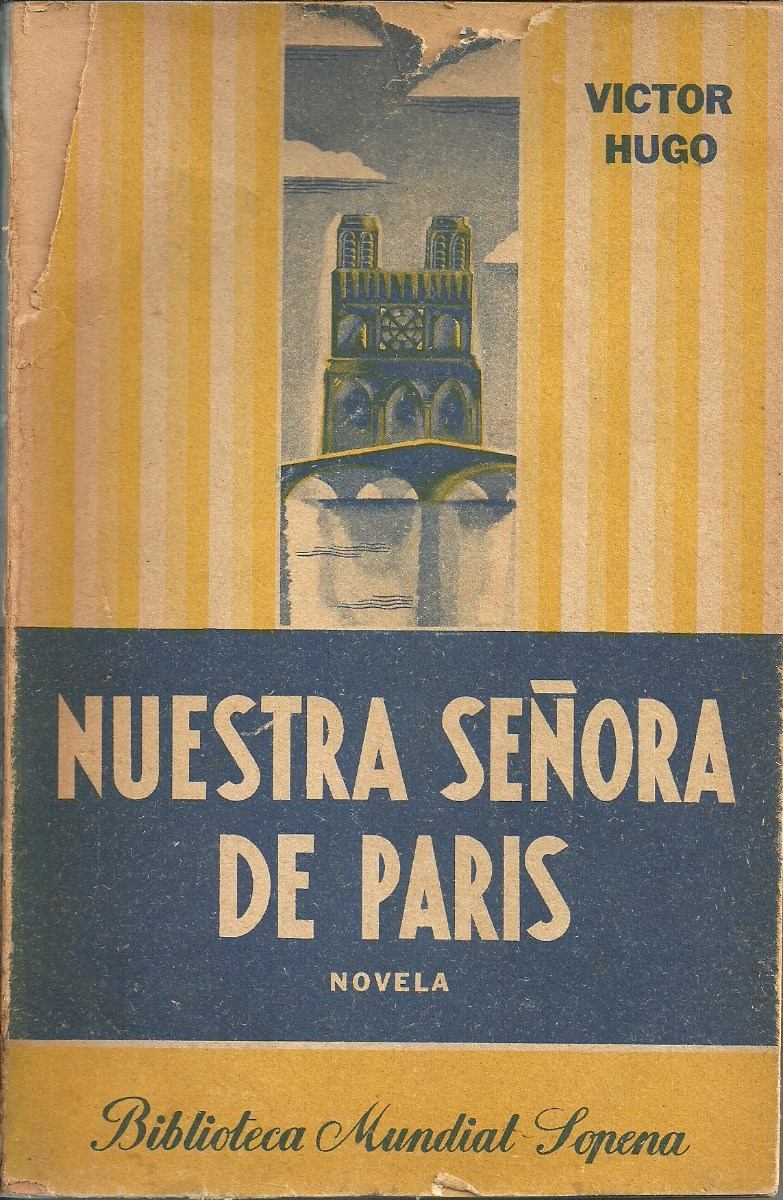 VICTOR
HUGO
NUESTRA SEÑORA
DE PARIS
NOVELA
Biblioteca Mundial Sopena